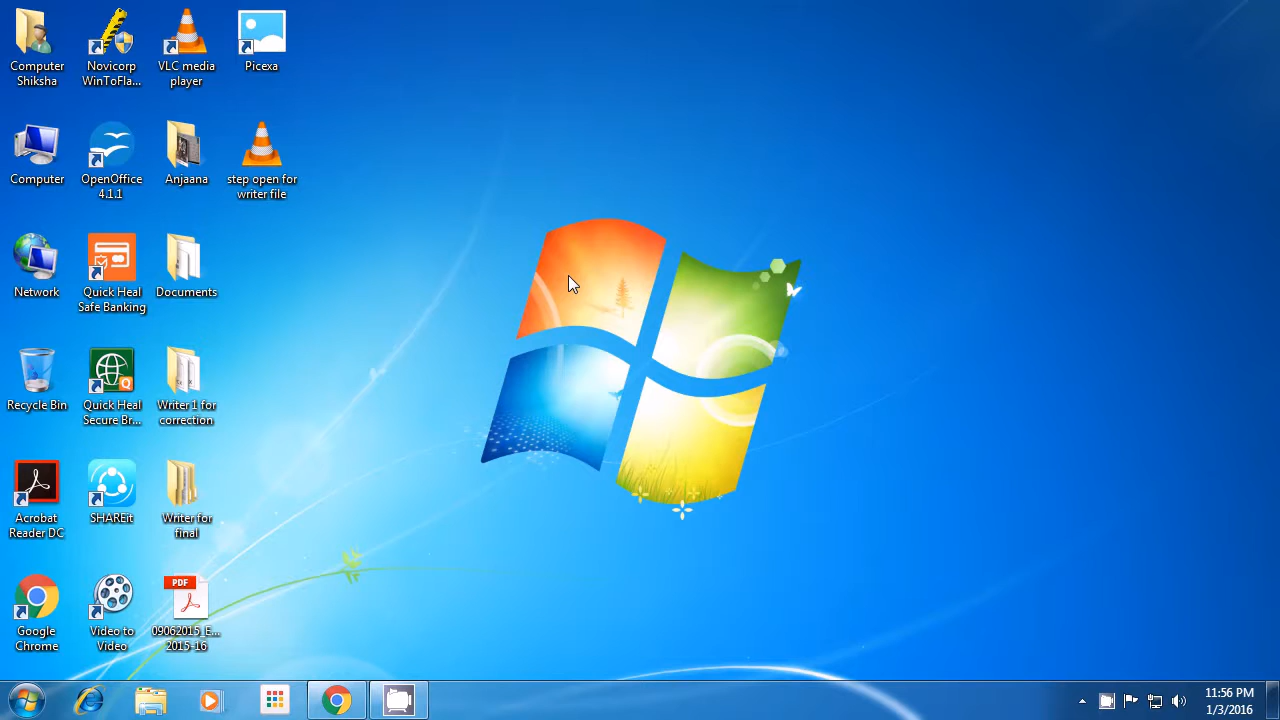 Computer
Shiksha
Novicorp
WinToFla...
VLC media
player
Picexa
Computer
OpenOffice
4.1.1
Anjaana
step open for
writer file
Network
Quick Heal
Safe Banking
Documents
Recycle Bin
Quick Heal
Secure Br...
Writer 1 for
correction
Acrobat
Reader DC
SHAREit
Writer for
final
Google
Chrome
Video to
Video
PDF
09062015_E...
2015-16
11:56 PM
1/3/2016